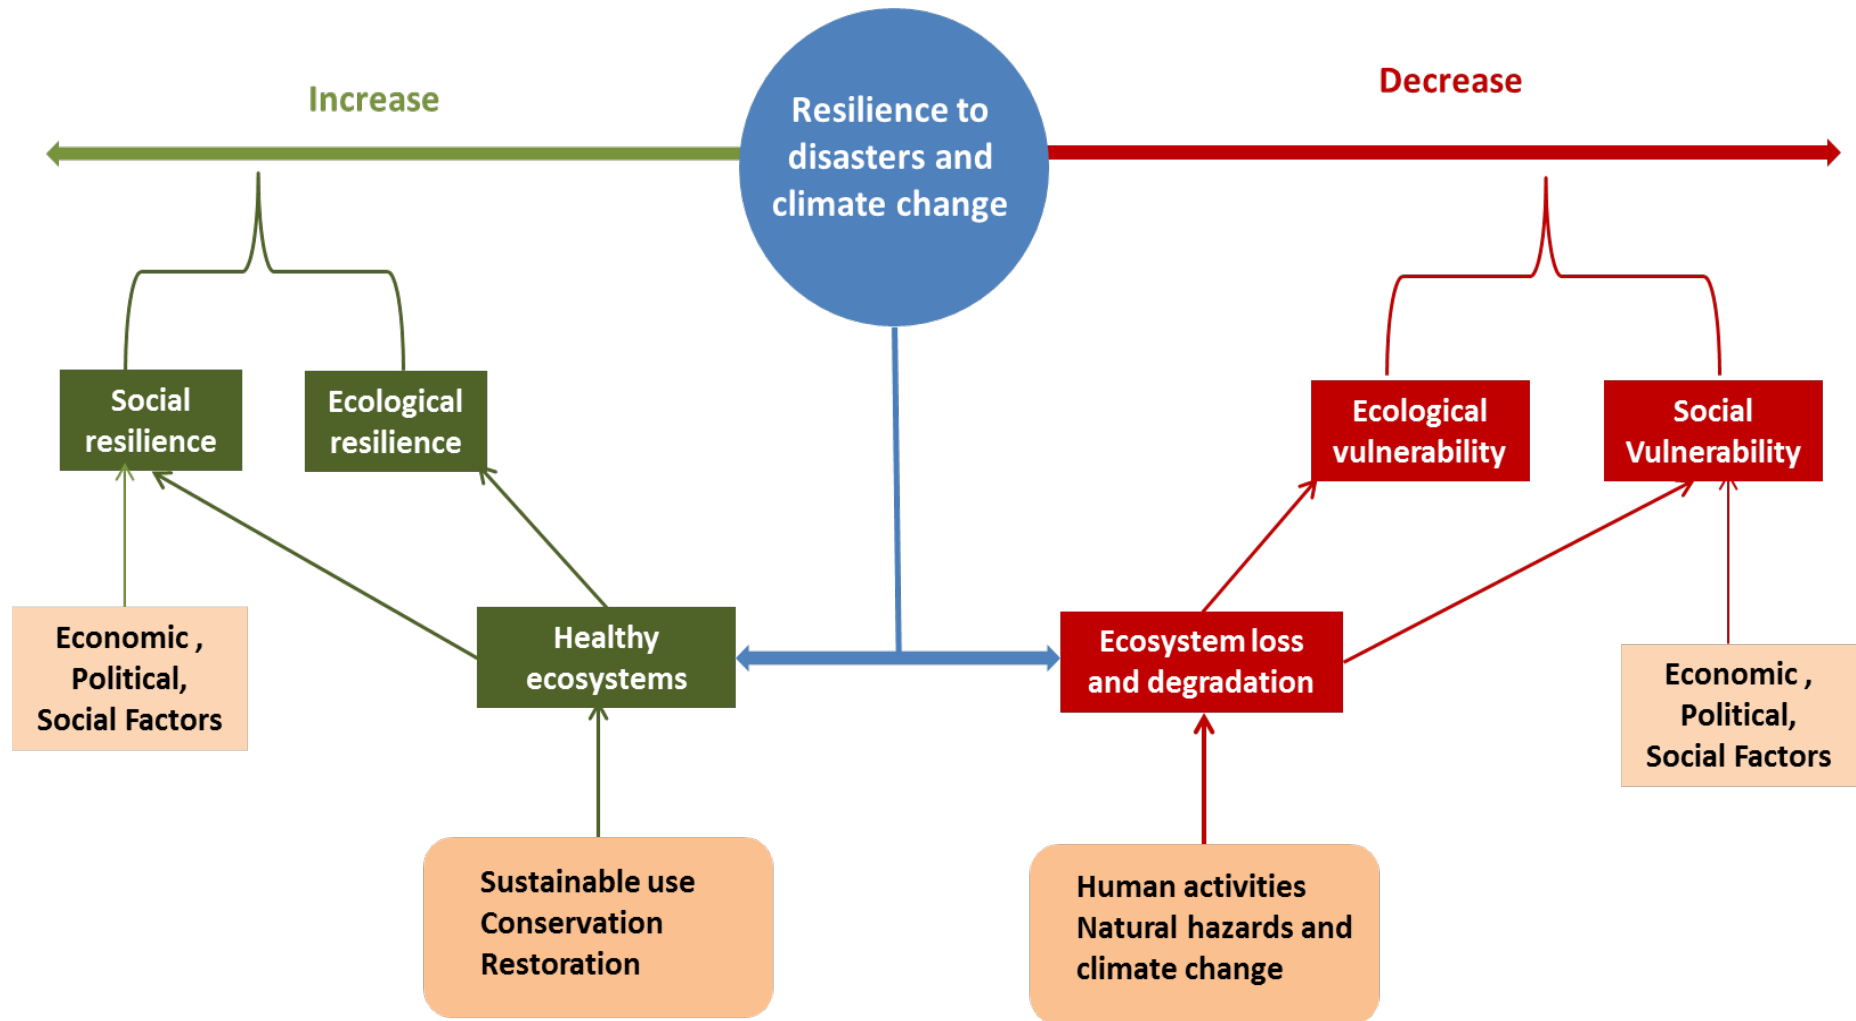 Increase
Resilience to
disasters and
climate change
Decrease
Social
resilience
Ecological
resilience
Ecological
vulnerability
Social
Vulnerability
Economic ,
Political,
Social Factors
Healthy
ecosystems
Ecosystem loss
and degradation
Economic ,
Political,
Social Factors
Sustainable use
Conservation
Restoration
Human activities
Natural hazards and
climate change